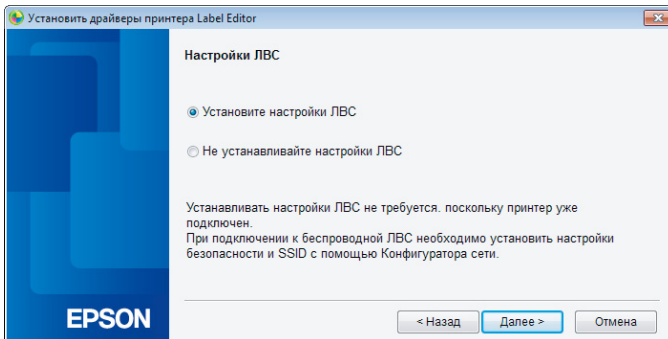 Установить драйверы принтера Label Editor
Настройки ЛВС
Установите настройки ЛВС
Не устанавливайте настройки ЛВС
Устанавливать настройки ЛВС не требуется. поскольку принтер уже
подключен.
При подключении к беспроводной ЛВС необходимо установить настройки
безопасности и SSID с помощью Конфигуратора сети.
EPSON
< Назад
Далее >
Отмена